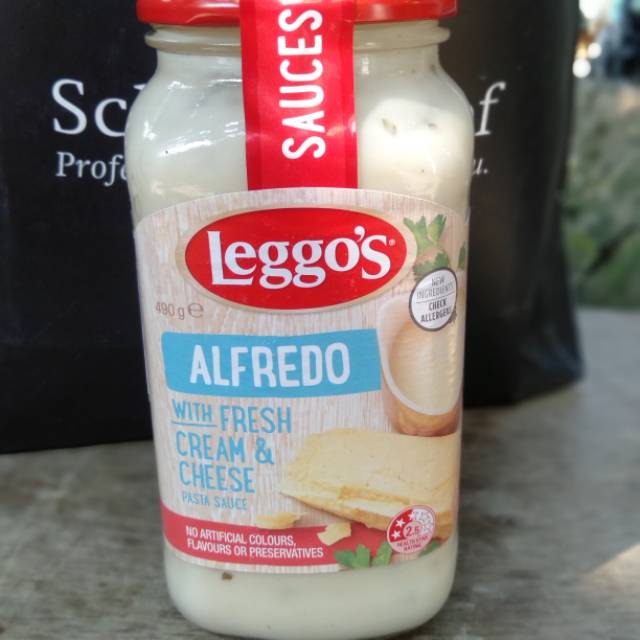 SAUCES
Leggo's
490 g e
NEW
INGREDIENTS
CHECK
ALLERGENS
ALFREDO
WITH FRESH
CREAM &
CHEESE
PASTA SAUCE
NO ARTIFICIAL COLOURS,
FLAVOURS OR PRESERVATIVES
2.5
HEALTH STAR
RATING